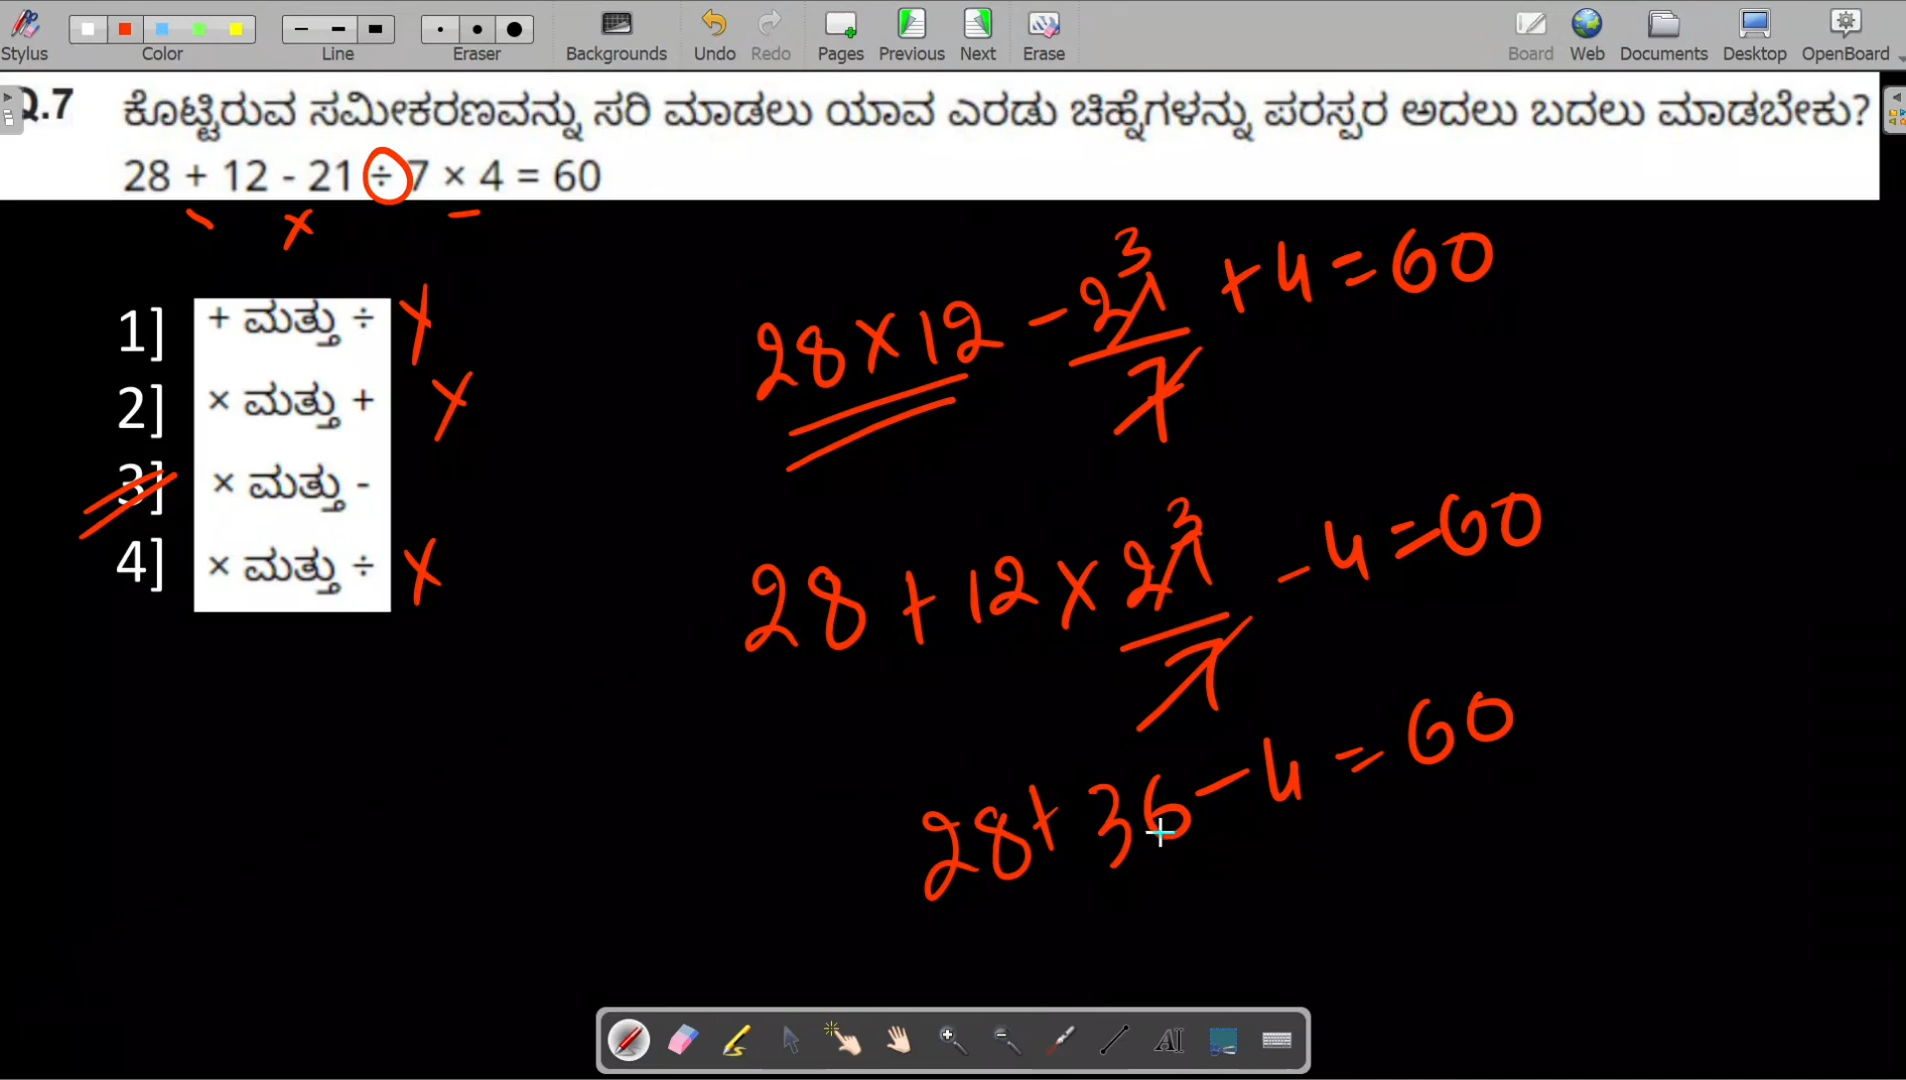 Stylus Color Line Eraser Backgrounds Undo Redo Pages Previous Next Erase Board Web Documents Desktop OpenBoard
Q.7 ಕೊಟ್ಟಿರುವ ಸಮೀಕರಣವನ್ನು ಸರಿ ಮಾಡಲು ಯಾವ ಎರಡು ಚಿಹ್ನೆಗಳನ್ನು ಪರಸ್ಪರ ಅದಲು ಬದಲು ಮಾಡಬೇಕು?
28 + 12 - 21 ÷ 7 × 4 = 60
- × -
1] + ಮತ್ತು ÷ ×
2] × ಮತ್ತು + ×
3] × ಮತ್ತು -
4] × ಮತ್ತು ÷ ×
3
28 × 12 - 21 + 4 = 60
7
3
28 + 12 × 21 - 4 = 60
7
28 + 36 - 4 = 60
AI